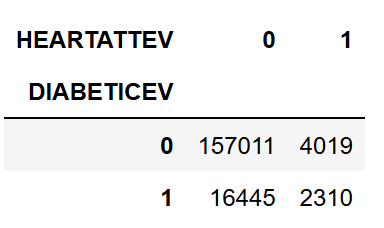 HEARTATTEV 0 1
DIABETICEV
0 157011 4019
1 16445 2310